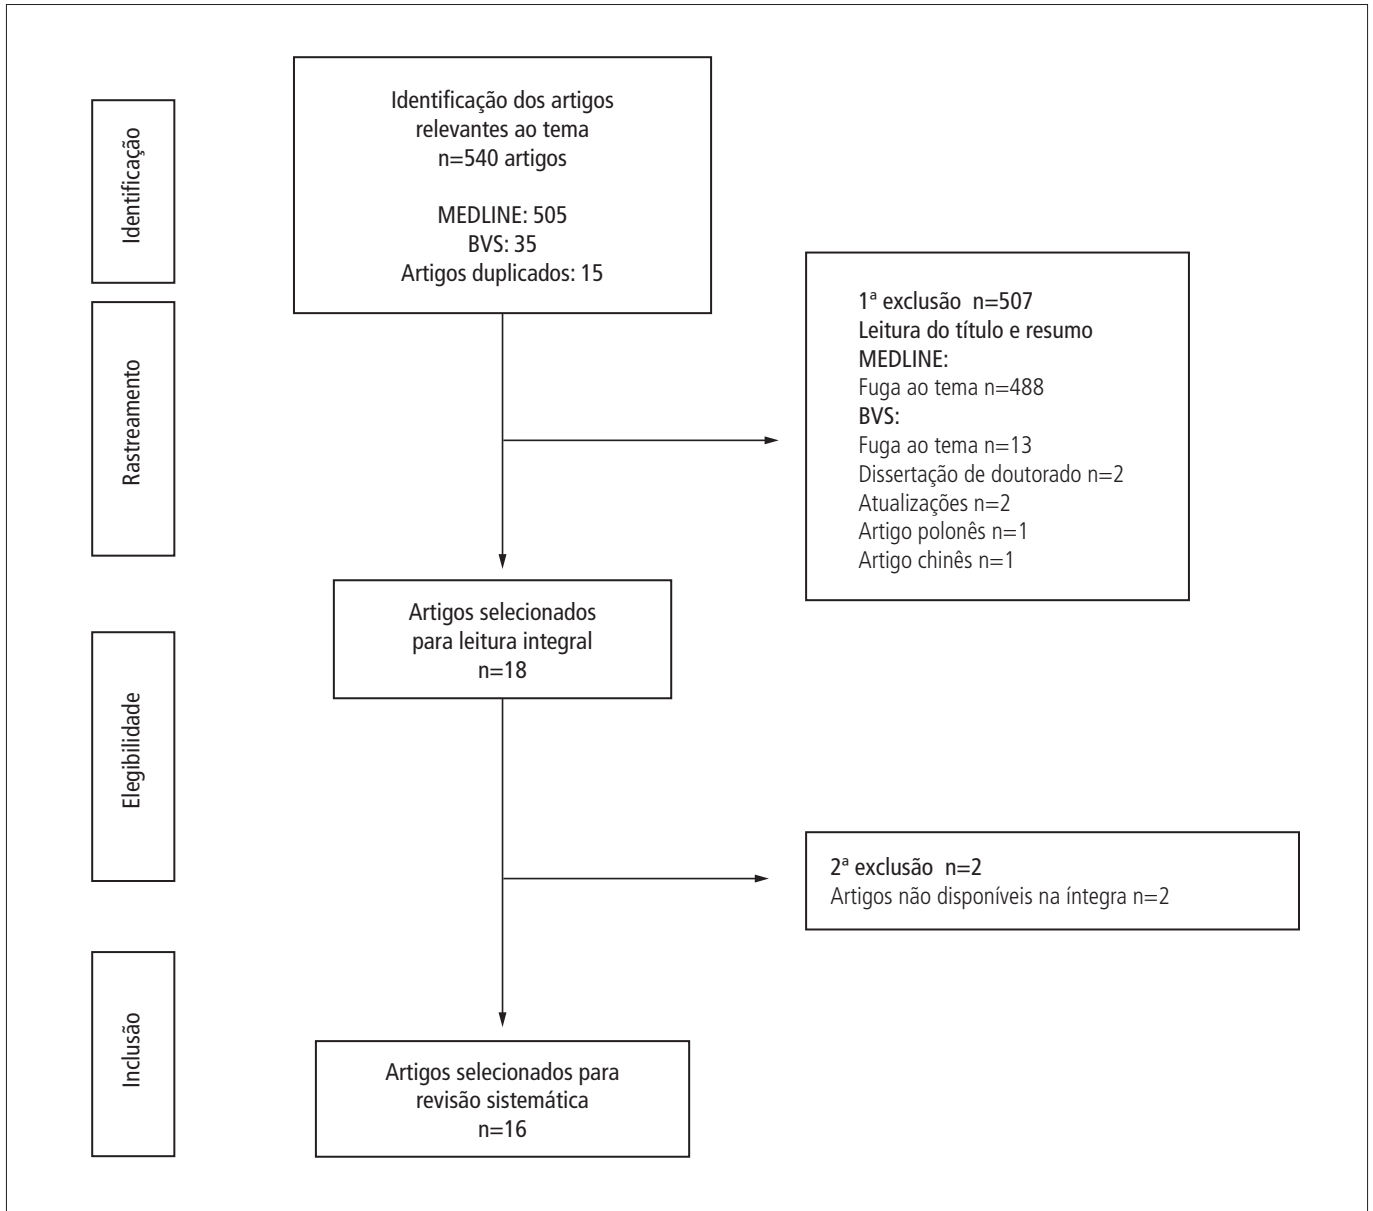 Identificação
Identificação dos artigos
relevantes ao tema
n=540 artigos
MEDLINE: 505
BVS: 35
Artigos duplicados: 15
Rastreamento
1ª exclusão n=507
Leitura do título e resumo
MEDLINE:
Fuga ao tema n=488
BVS:
Fuga ao tema n=13
Dissertação de doutorado n=2
Atualizações n=2
Artigo polonês n=1
Artigo chinês n=1
Artigos selecionados
para leitura integral
n=18
Elegibilidade
2ª exclusão n=2
Artigos não disponíveis na íntegra n=2
Inclusão
Artigos selecionados para
revisão sistemática
n=16